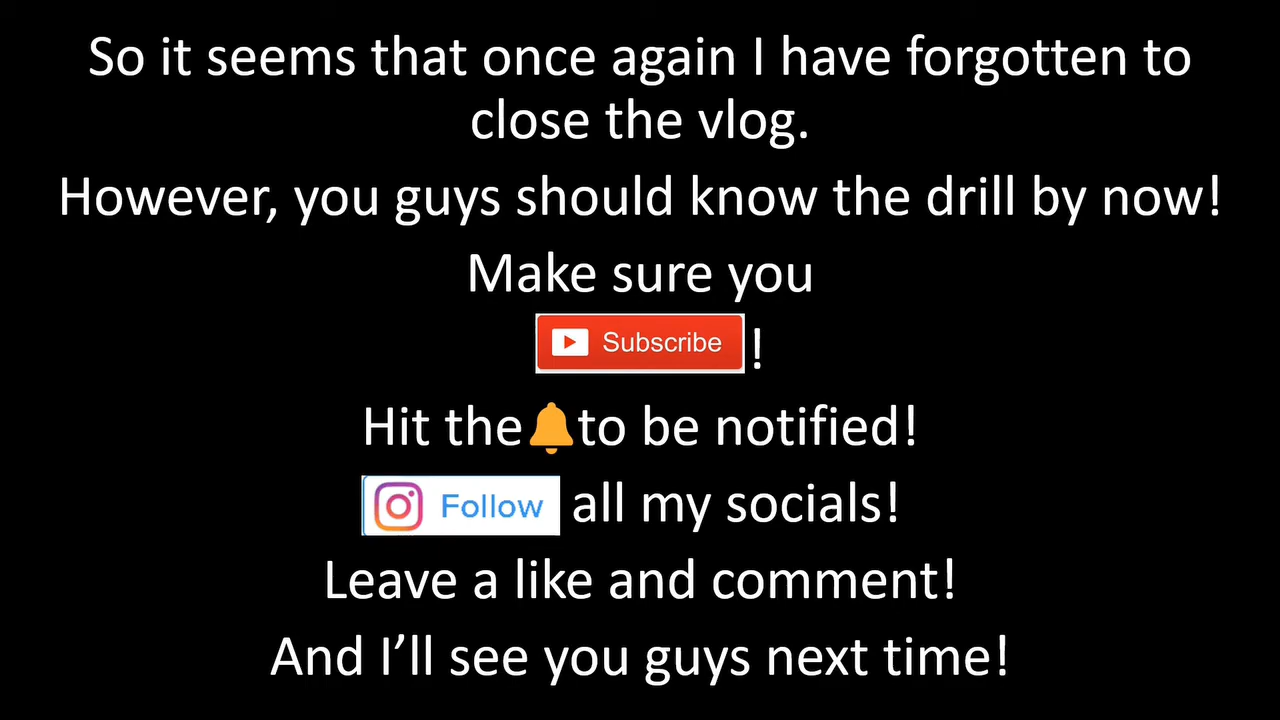 So it seems that once again I have forgotten to
close the vlog.
However, you guys should know the drill by now!
Make sure you
Subscribe!
Hit the to be notified!
Follow all my socials!
Leave a like and comment!
And I’ll see you guys next time!